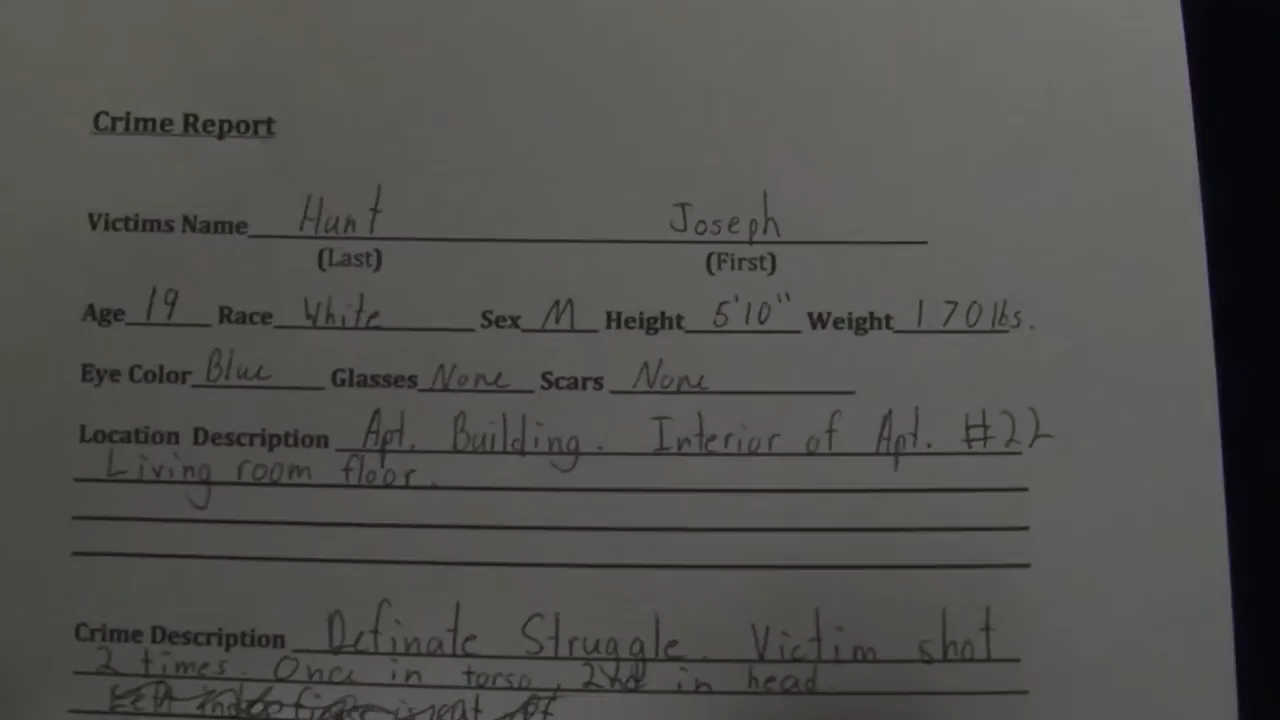 Crime Report
Victims Name Hunt Joseph
(Last) (First)
Age 19 Race White Sex M Height 5'10" Weight 170 lbs.
Eye Color Blue Glasses None Scars None
Location Description Apt. Building. Interior of Apt. #22
Living room floor.
Crime Description Definate Struggle. Victim shot
2 times. Once in torso, 2nd in head
Left